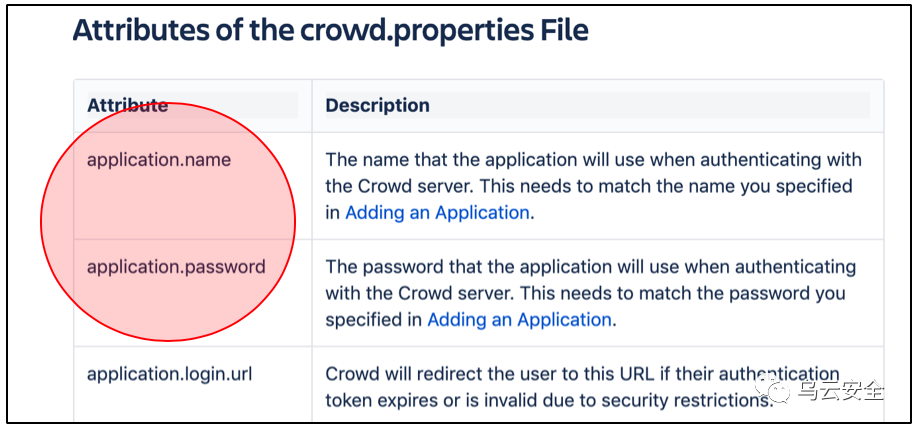 Attributes of the crowd.properties File
Attribute
Description
application.name
The name that the application will use when authenticating with
the Crowd server. This needs to match the name you specified
in Adding an Application.
application.password
The password that the application will use when authenticating
with the Crowd server. This needs to match the password you
specified in Adding an Application.
application.login.url
Crowd will redirect the user to this URL if their authentication
token expires or is invalid due to security restrictions.
乌云安全